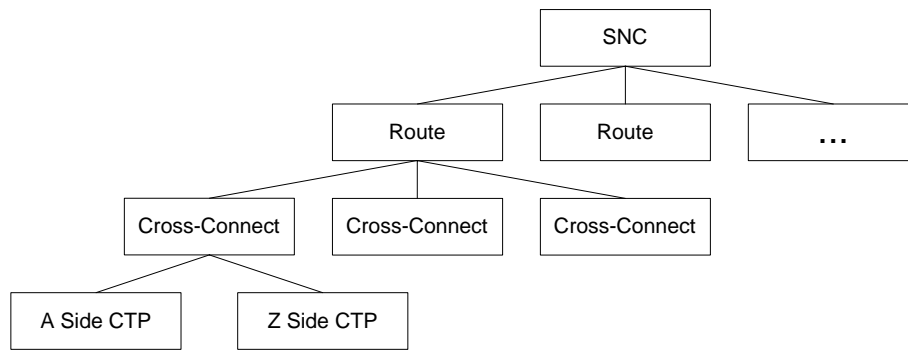 SNC
Route
Route
...
Cross-Connect
Cross-Connect
Cross-Connect
A Side CTP
Z Side CTP